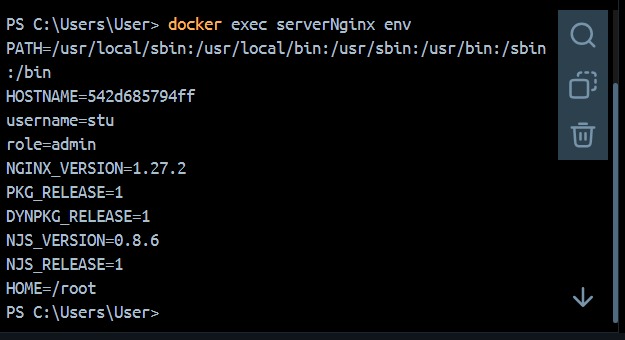 PS C:\Users\User> docker exec serverNginx env
PATH=/usr/local/sbin:/usr/local/bin:/usr/sbin:/usr/bin:/sbin
:/bin
HOSTNAME=542d685794ff
username=stu
role=admin
NGINX_VERSION=1.27.2
PKG_RELEASE=1
DYNPKG_RELEASE=1
NJS_VERSION=0.8.6
NJS_RELEASE=1
HOME=/root
PS C:\Users\User>